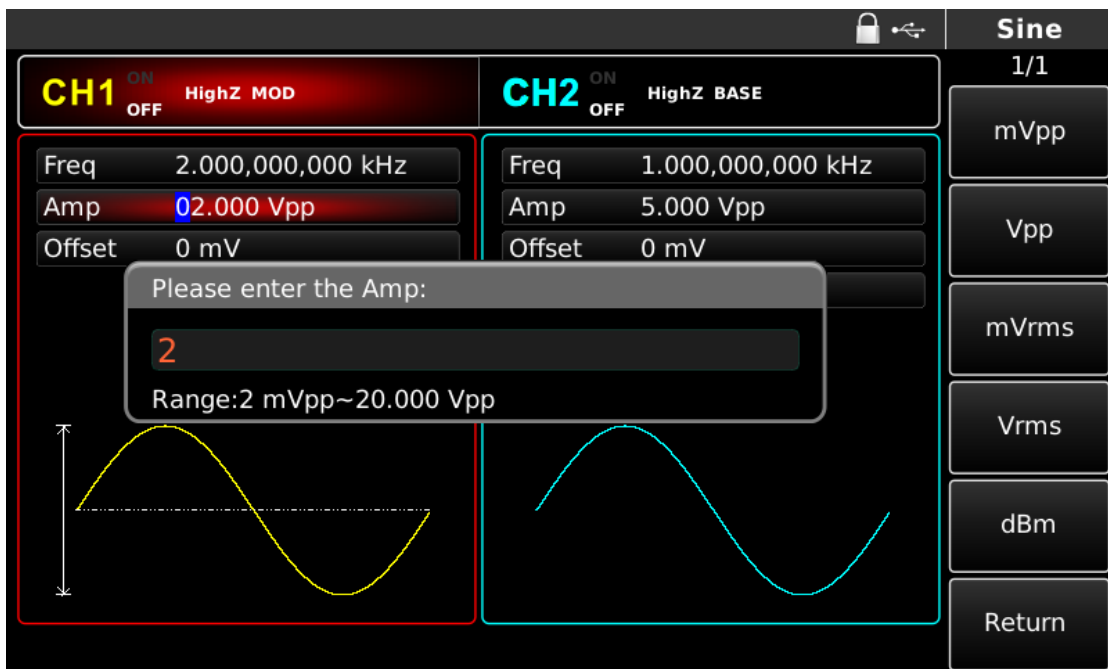 Sine
1/1
CH1 ON OFF HighZ MOD
CH2 ON OFF HighZ BASE
Freq 2.000,000,000 kHz
Amp 02.000 Vpp
Offset 0 mV
Freq 1.000,000,000 kHz
Amp 5.000 Vpp
Offset 0 mV
Please enter the Amp:
2
Range:2 mVpp~20.000 Vpp
mVpp
Vpp
mVrms
Vrms
dBm
Return